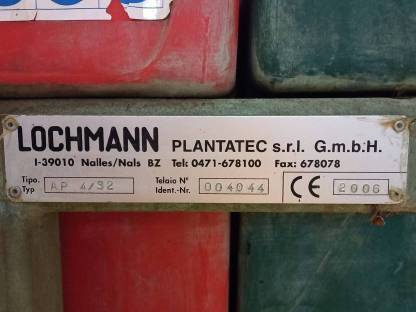 LOCHMANN PLANTATEC s.r.l. G.m.b.H.
I-39010 Nalles/Nals BZ Tel: 0471-678100 Fax: 678078
Tipo. AP 4/32 Telaio N° 004044 CE 2006
Typ Ident.-Nr.